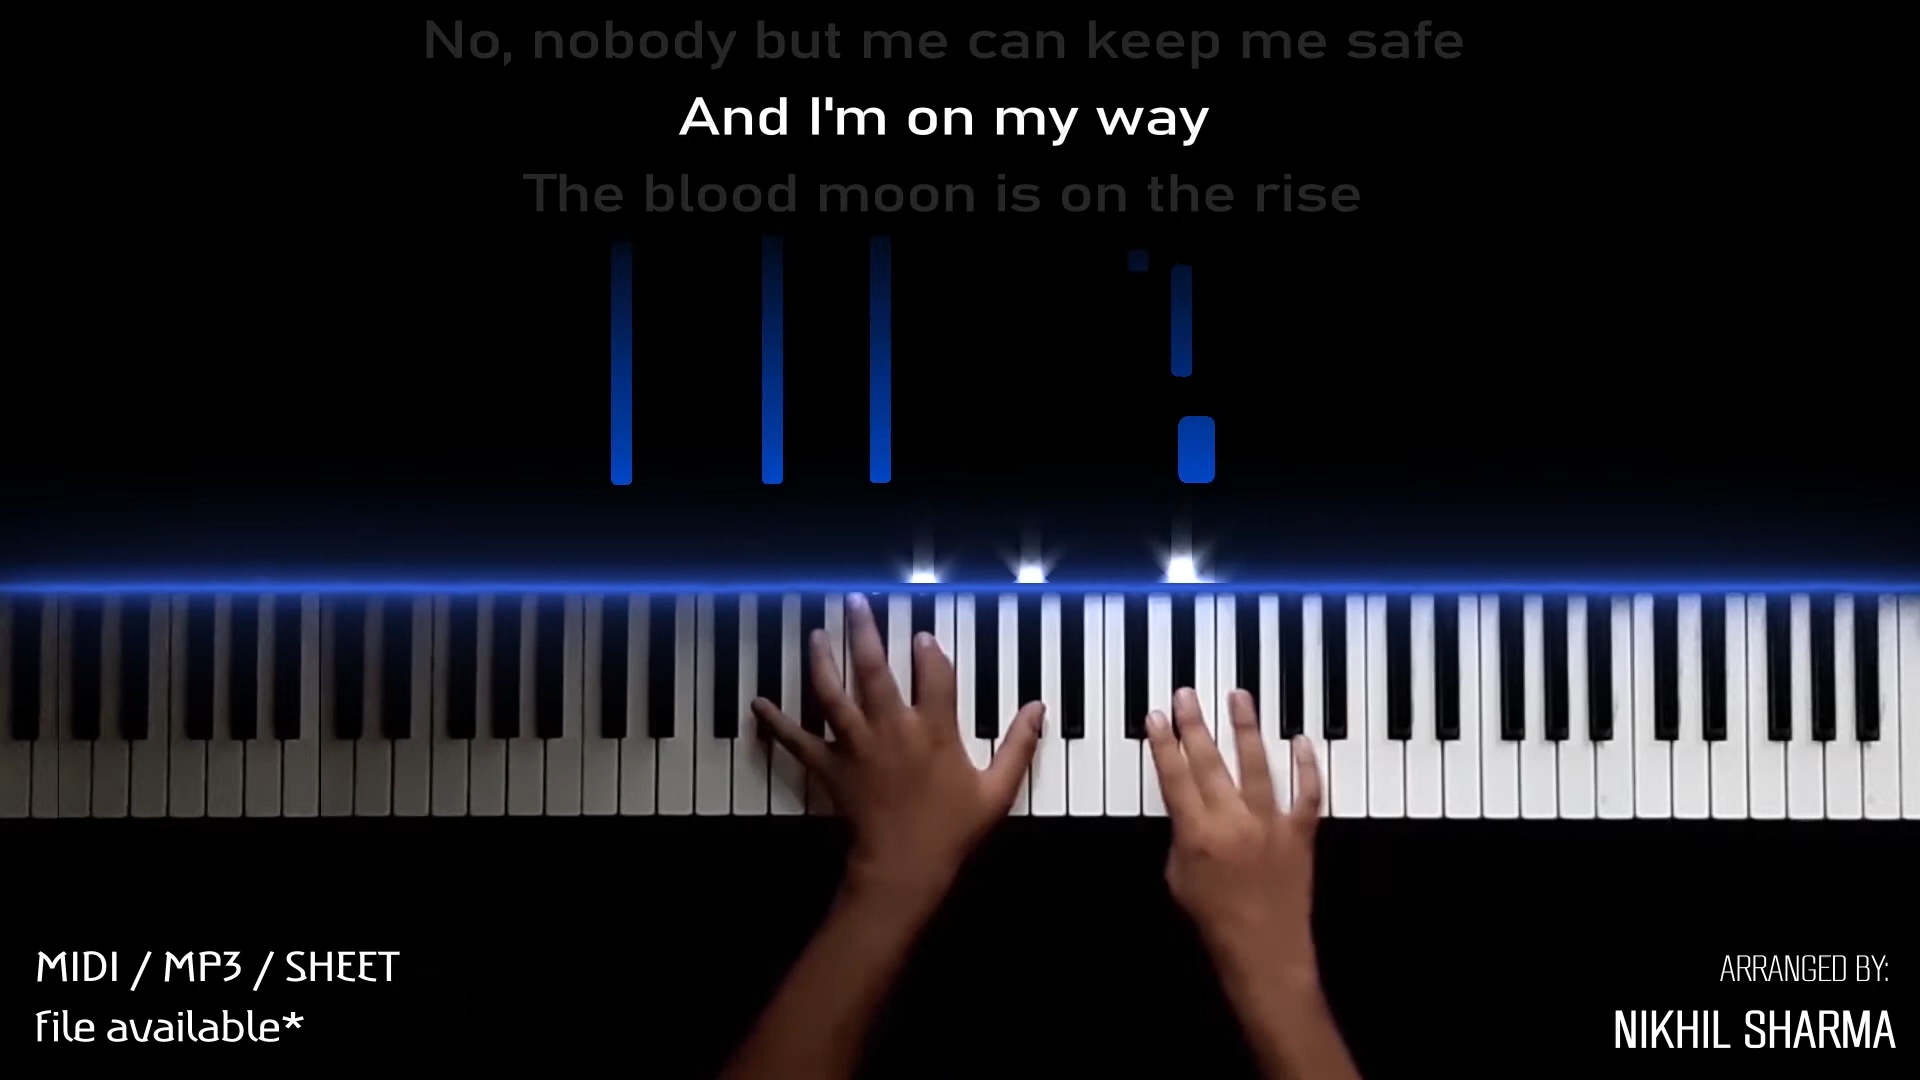 No, nobody but me can keep me safe
And I'm on my way
The blood moon is on the rise
MIDI / MP3 / SHEET
file available*
ARRANGED BY:
NIKHIL SHARMA